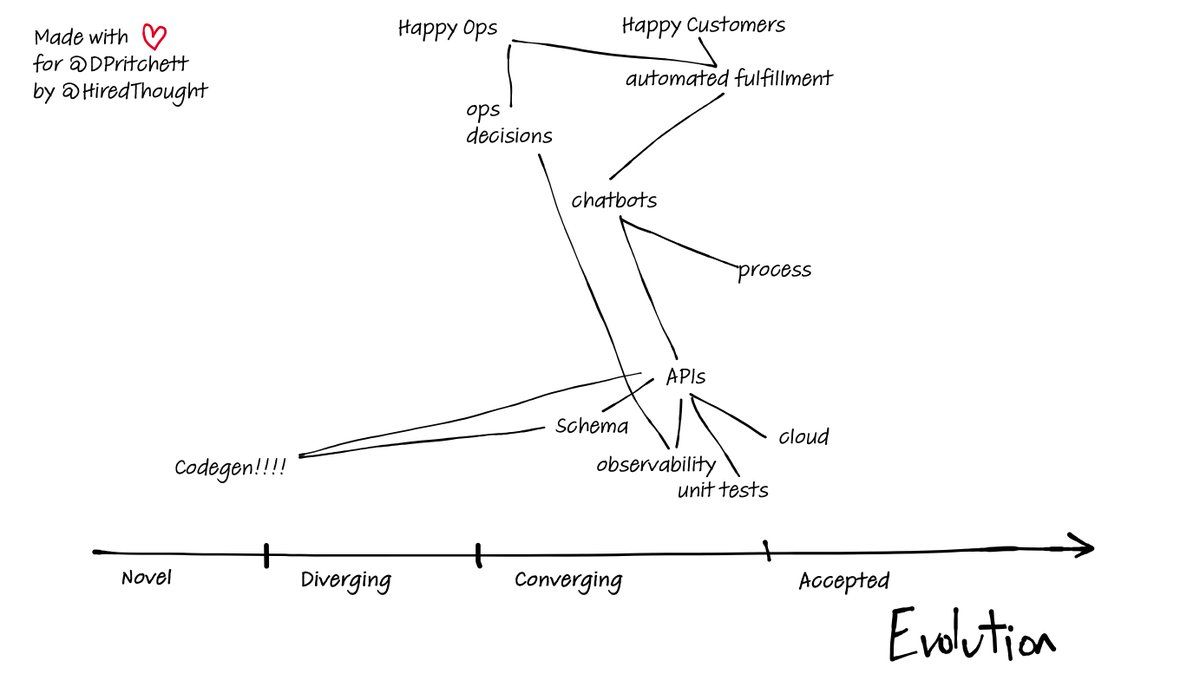 Made with
for @DPritchett
by @HiredThought
Happy Ops
Happy Customers
automated fulfillment
ops
decisions
chatbots
process
APIs
Schema
cloud
Codegen!!!!
observability
unit tests
Novel
Diverging
Converging
Accepted
Evolution